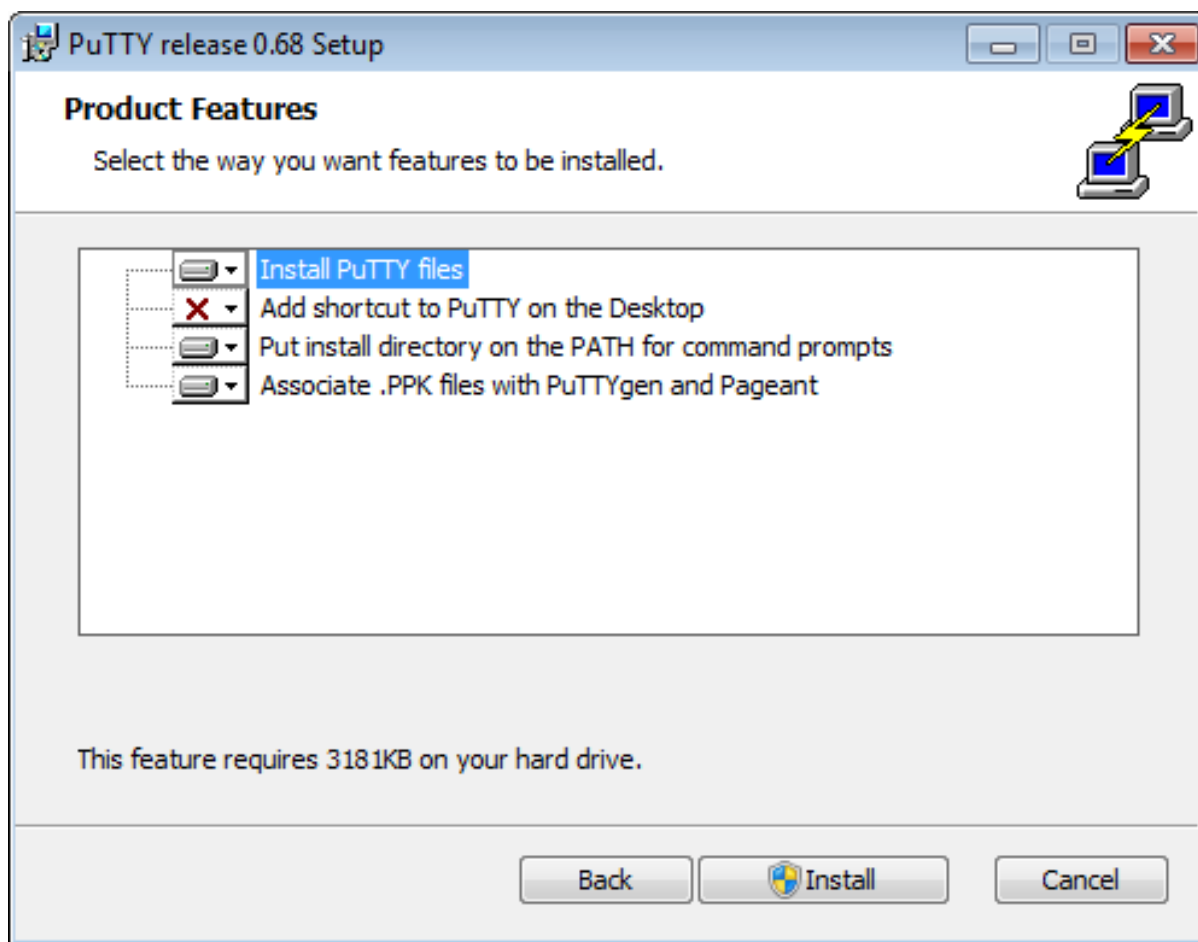 PuTTY release 0.68 Setup
Product Features
Select the way you want features to be installed.
Install PuTTY files
Add shortcut to PuTTY on the Desktop
Put install directory on the PATH for command prompts
Associate .PPK files with PuTTYgen and Pageant
This feature requires 3181KB on your hard drive.
Back Install Cancel